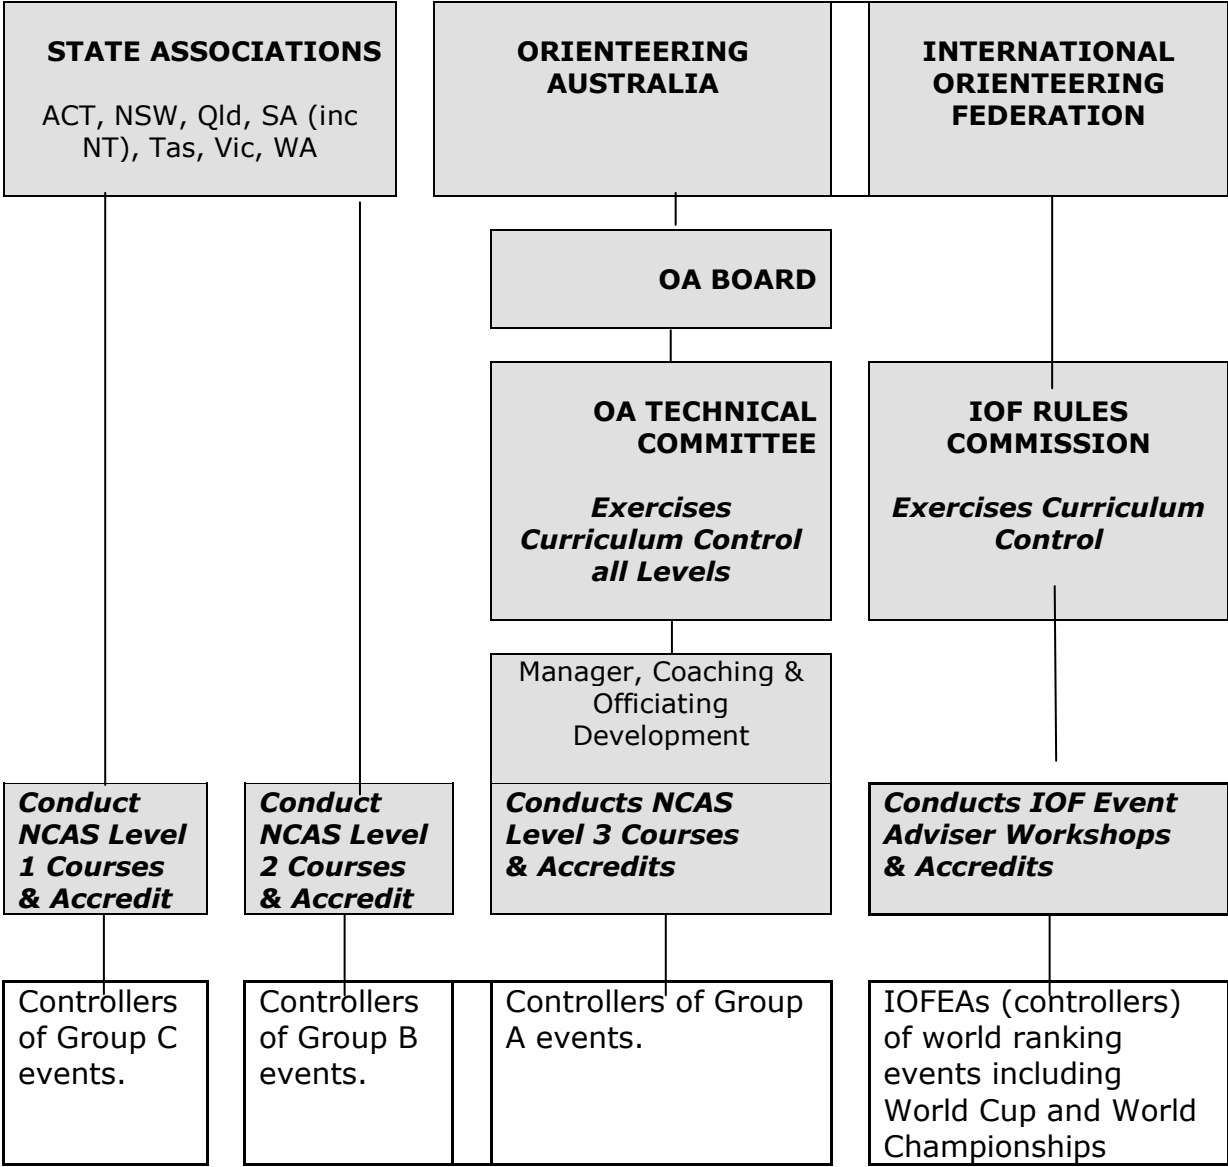 STATE ASSOCIATIONS
ACT, NSW, Qld, SA (inc
NT), Tas, Vic, WA
ORIENTEERING
AUSTRALIA
INTERNATIONAL
ORIENTEERING
FEDERATION
OA BOARD
OA TECHNICAL
COMMITTEE
Exercises
Curriculum Control
all Levels
IOF RULES
COMMISSION
Exercises Curriculum
Control
Manager, Coaching &
Officiating
Development
Conduct
NCAS Level
1 Courses
& Accredit
Conduct
NCAS Level
2 Courses
& Accredit
Conducts NCAS
Level 3 Courses
& Accredits
Conducts IOF Event
Adviser Workshops
& Accredits
Controllers
of Group C
events.
Controllers
of Group B
events.
Controllers of Group
A events.
IOFEAs (controllers)
of world ranking
events including
World Cup and World
Championships